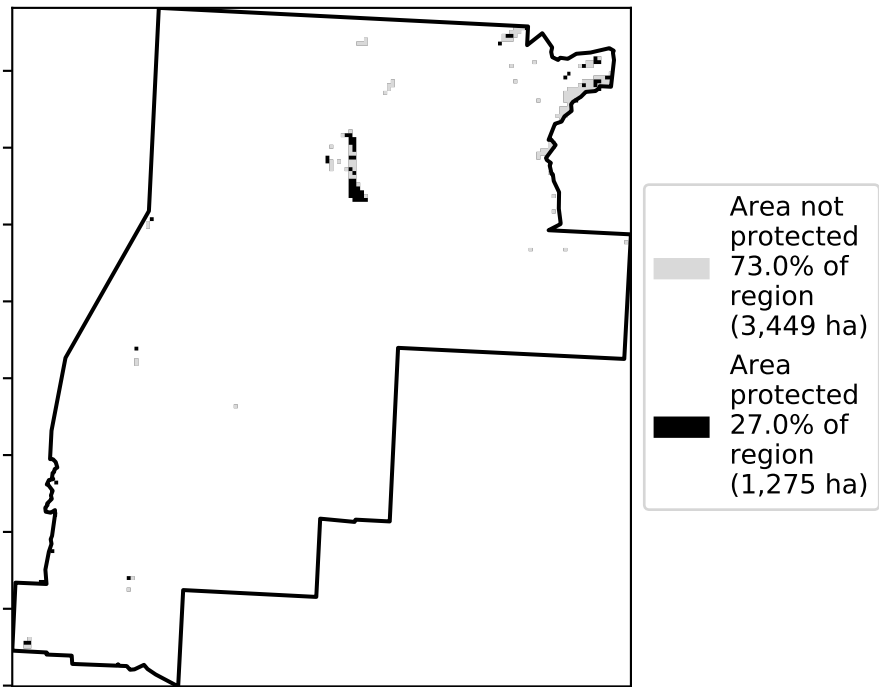 Area not
protected
73.0% of
region
(3,449 ha)
Area
protected
27.0% of
region
(1,275 ha)